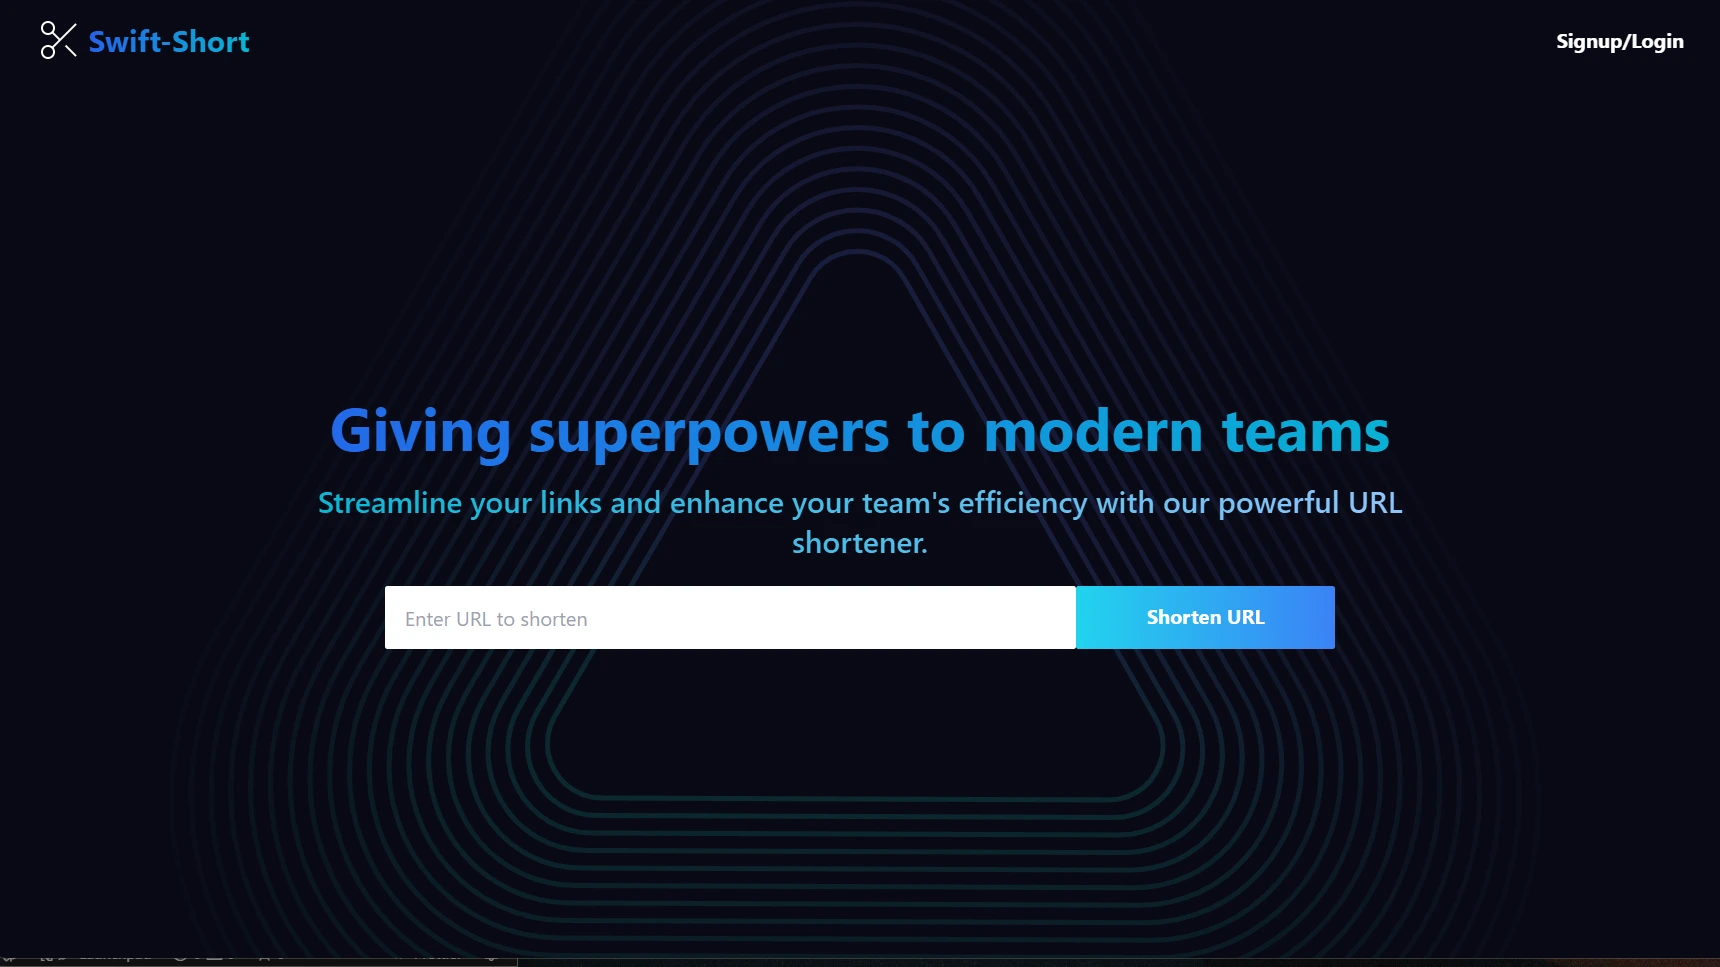 Swift-Short
Signup/Login
Giving superpowers to modern teams
Streamline your links and enhance your team's efficiency with our powerful URL
shortener.
Enter URL to shorten
Shorten URL